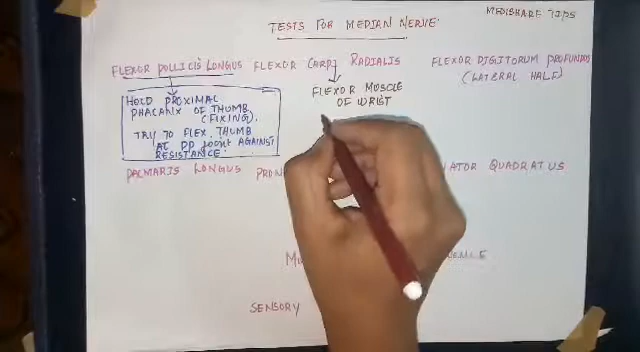 MEDISHARE TIPS
TESTS FOR MEDIAN NERVE
FLEXOR POLLICIS LONGUS FLEXOR CARPI RADIALIS FLEXOR DIGITORUM PROFUND
(LATERAL HALF)
FLEXOR MUSCLE
OF WRIST
HOLD PROXIMAL
PHALANX OF THUMB
(FIXING).
TRY TO FLEX THUMB
AT DP joint AGAINST
RESISTANCE
PALMARIS LONGUS QUADRATUS
SENSORY